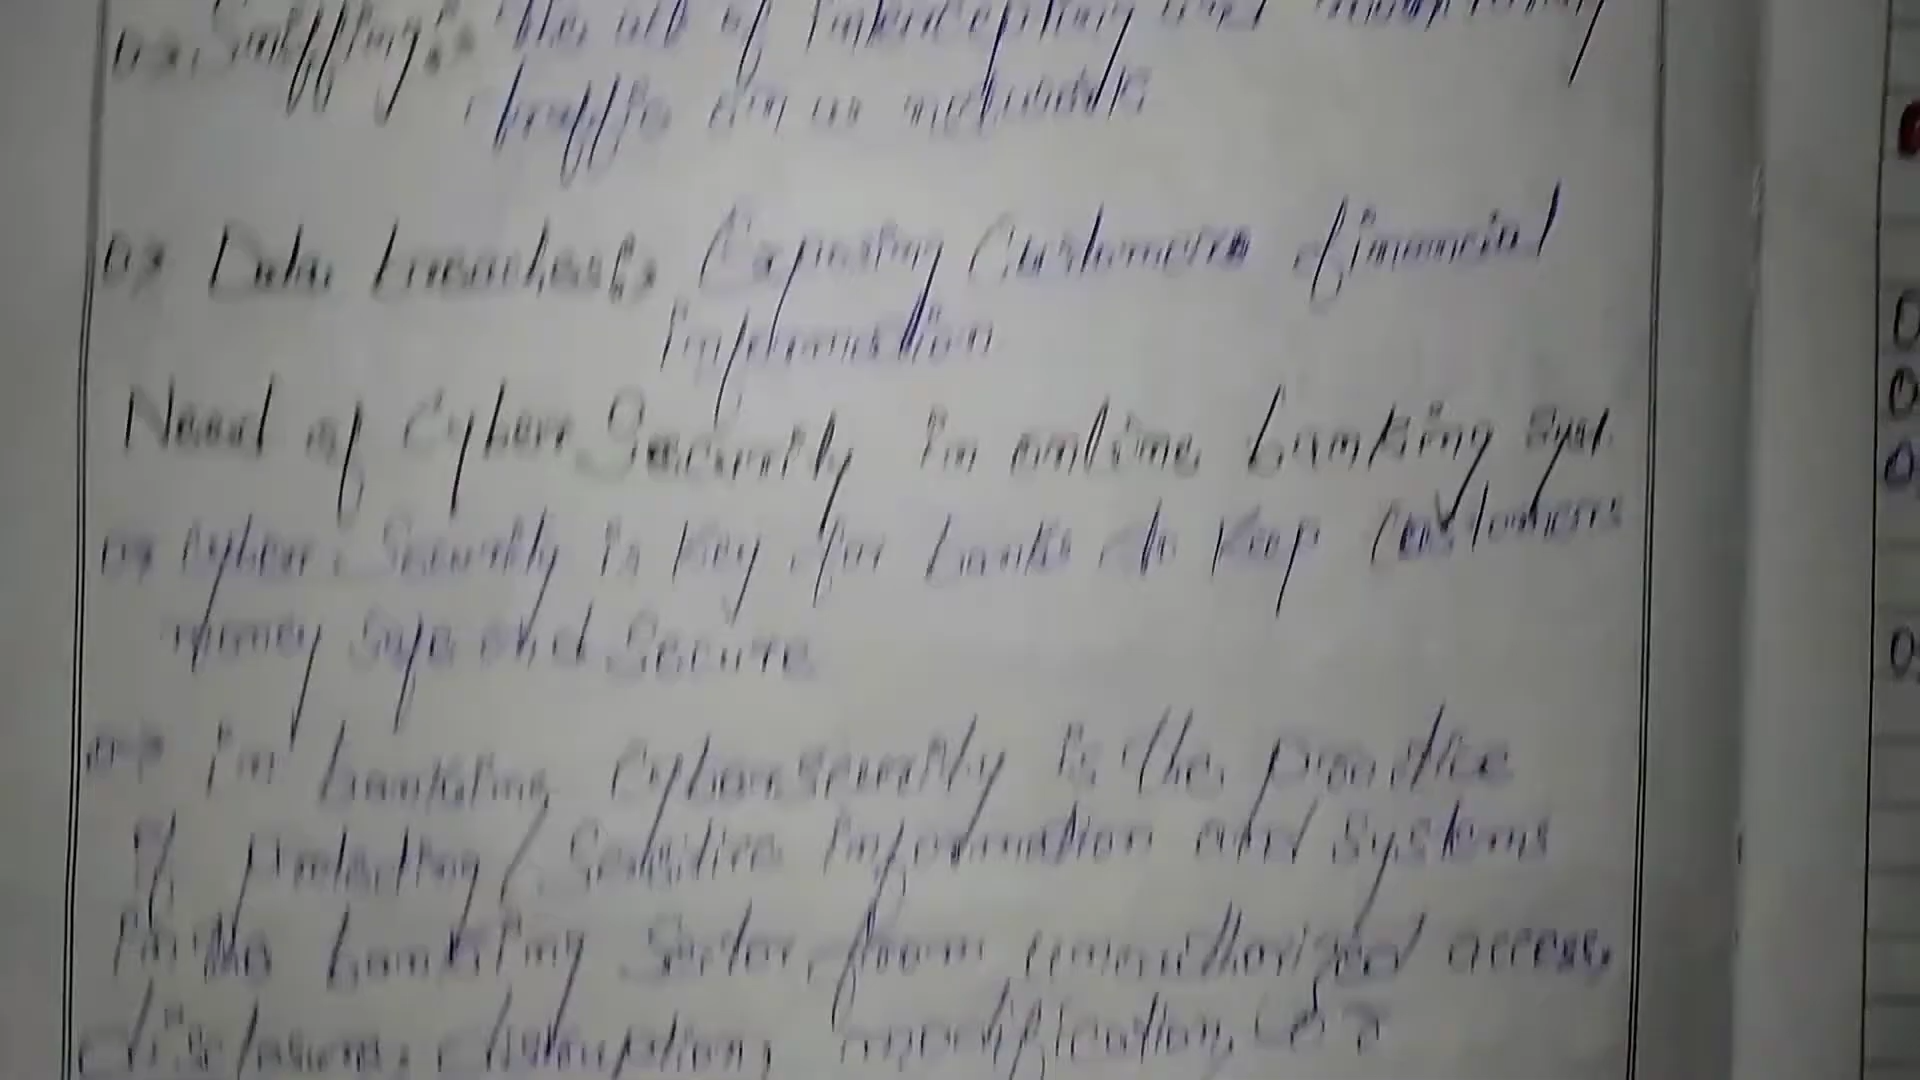 Sniffing: The act of Intercepting and monitoring
traffic on a network
Data breaches: Exposing Customers financial
information
Need of Cyber Security in online banking syst.
Cyber Security is key for banks to keep Customers
money safe and Secure
in banking Cybersecurity is the practice
of protecting Sensitive information and systems
in the banking Sector from unauthorized access,
disclosure, disruption, modification,